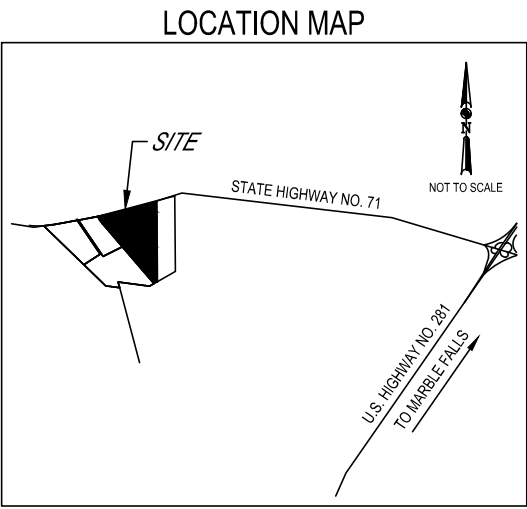 LOCATION MAP
SITE
N
NOT TO SCALE
STATE HIGHWAY NO. 71
U.S. HIGHWAY NO. 281
TO MARBLE FALLS